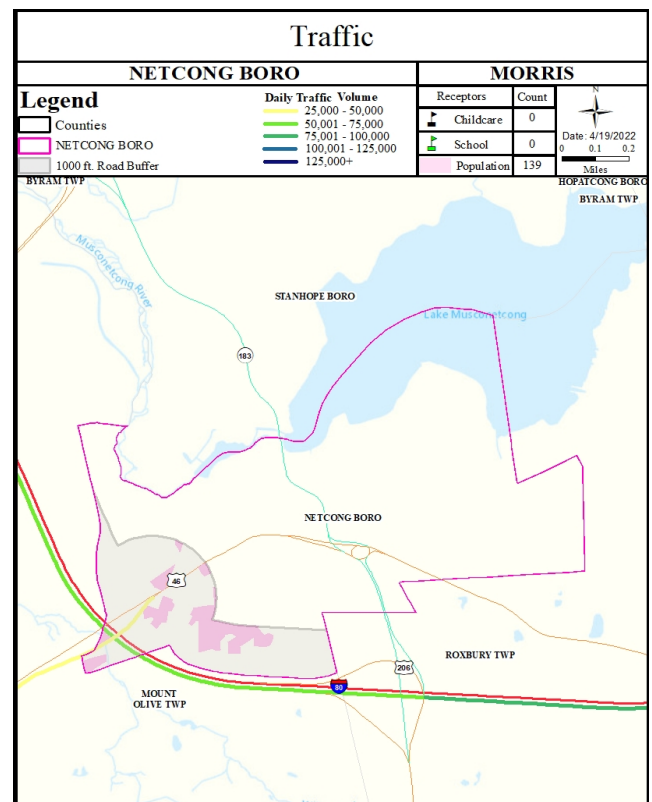 Traffic
NETCONG BORO
MORRIS
Legend
Counties
NETCONG BORO
1000 ft. Road Buffer
Daily Traffic Volume
25,000 - 50,000
50,001 - 75,000
75,001 - 100,000
100,001 - 125,000
125,000+
Receptors Count
Childcare 0
School 0
Population 139
N
Date: 4/19/2022
0 0.1 0.2
Miles
BYRAM TWP
HOPATCONG BORO
BYRAM TWP
Musconetcong River
STANHOPE BORO
Lake Musconetcong
183
NETCONG BORO
46
ROXBURY TWP
206
80
MOUNT
OLIVE TWP